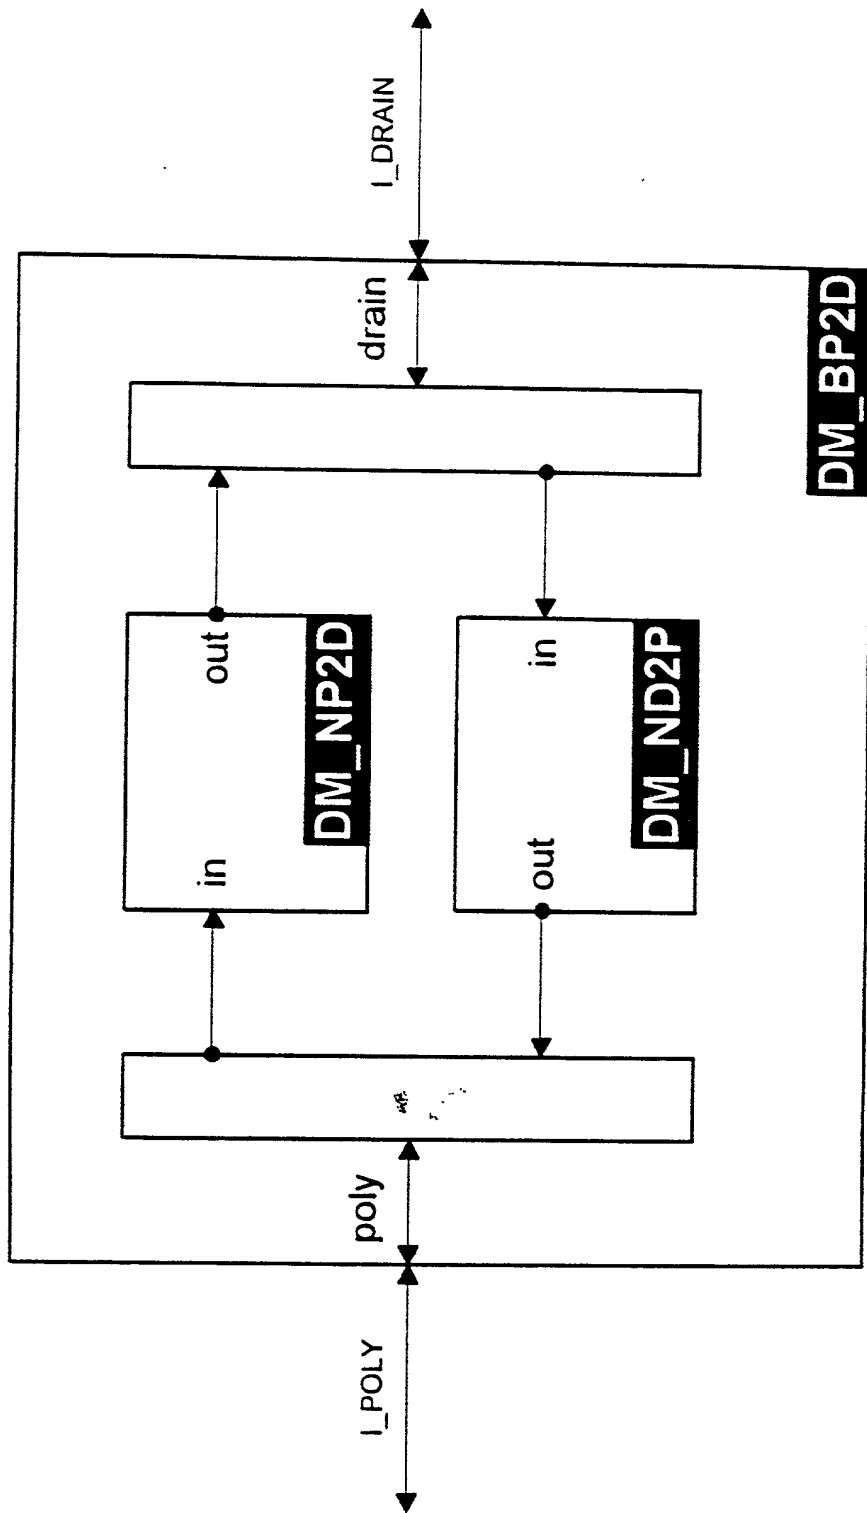 I_POLY
poly
in
out
DM_NP2D
out
in
DM_ND2P
drain
I_DRAIN
DM_BP2D